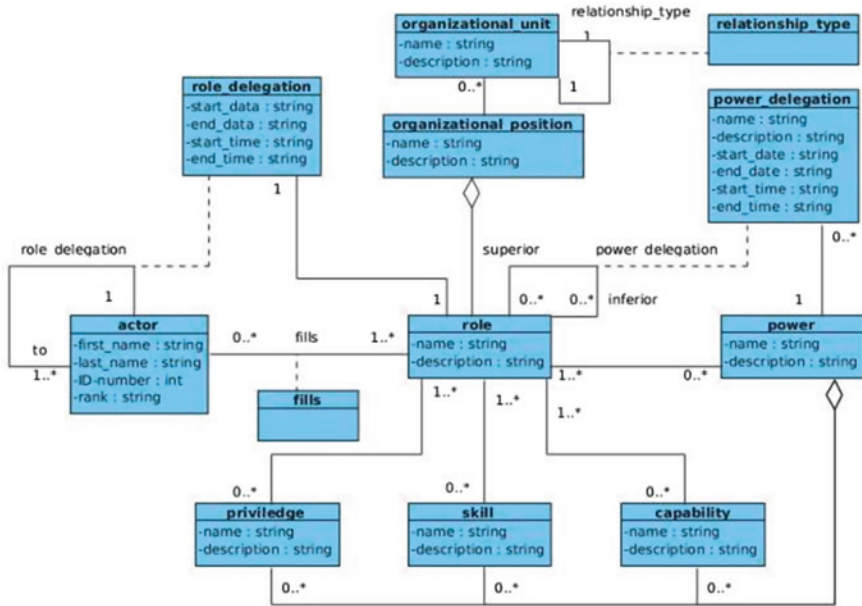 relationship_type
organizational_unit
-name : string
-description : string
1
1
0..*
relationship_type
role_delegation
-start_data : string
-end_data : string
-start_time : string
-end_time : string
1
organizational_position
-name : string
-description : string
power_delegation
-name : string
-description : string
-start_date : string
-end_date : string
-start_time : string
-end_time : string
0..*
role delegation
1
to
1..*
superior
power delegation
0..*
0..*
inferior
1
1
actor
-first_name : string
-last_name : string
-ID-number : int
-rank : string
0..*
fills
1..*
fills
role
-name : string
-description : string
1..*
0..*
power
-name : string
-description : string
1..*
1..*
1..*
0..*
0..*
0..*
priviledge
-name : string
-description : string
skill
-name : string
-description : string
capability
-name : string
-description : string
0..*
0..*
0..*